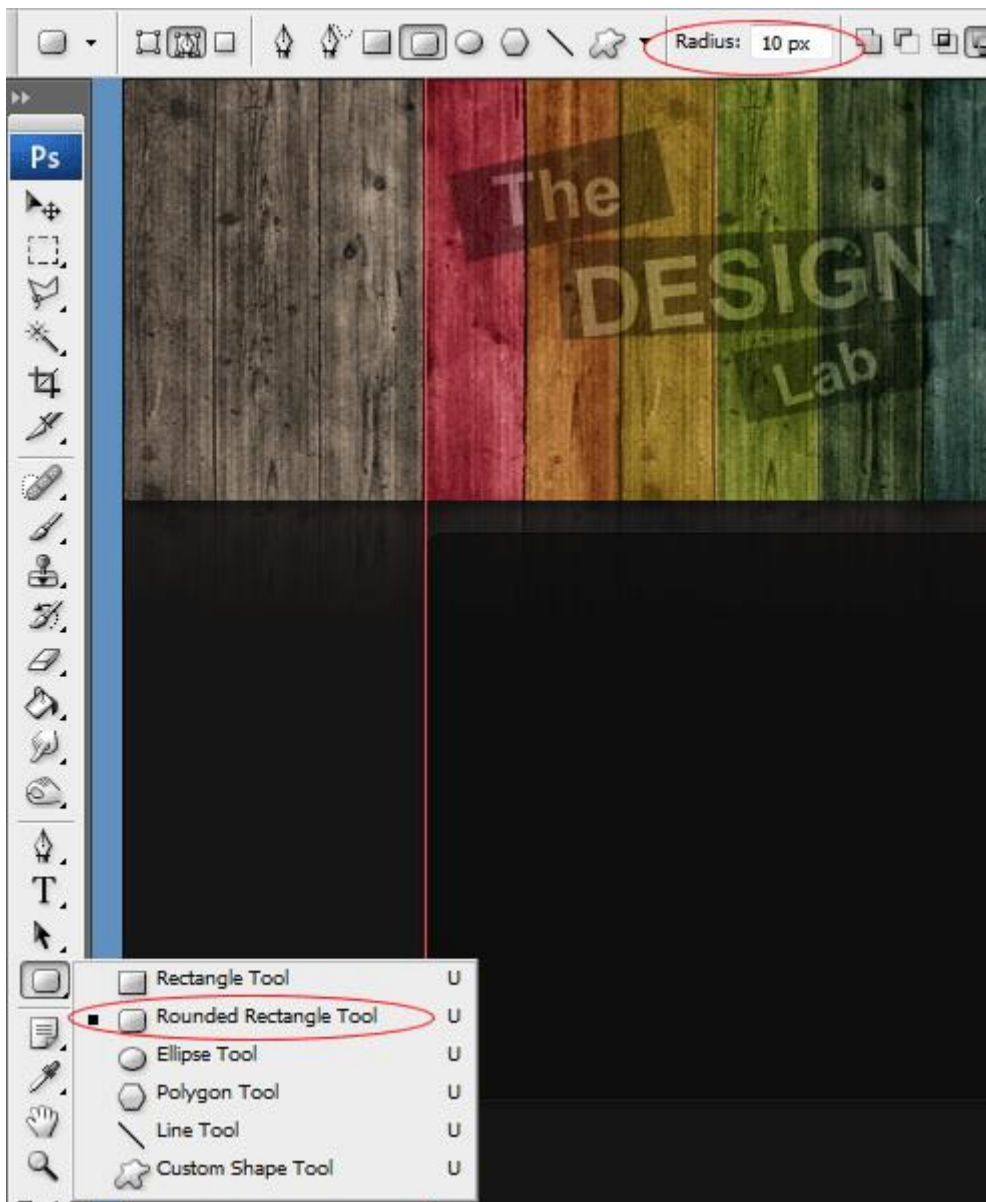 Radius: 10 px
Ps
The
DESIGN
Lab
T
Rectangle Tool U
Rounded Rectangle Tool U
Ellipse Tool U
Polygon Tool U
Line Tool U
Custom Shape Tool U